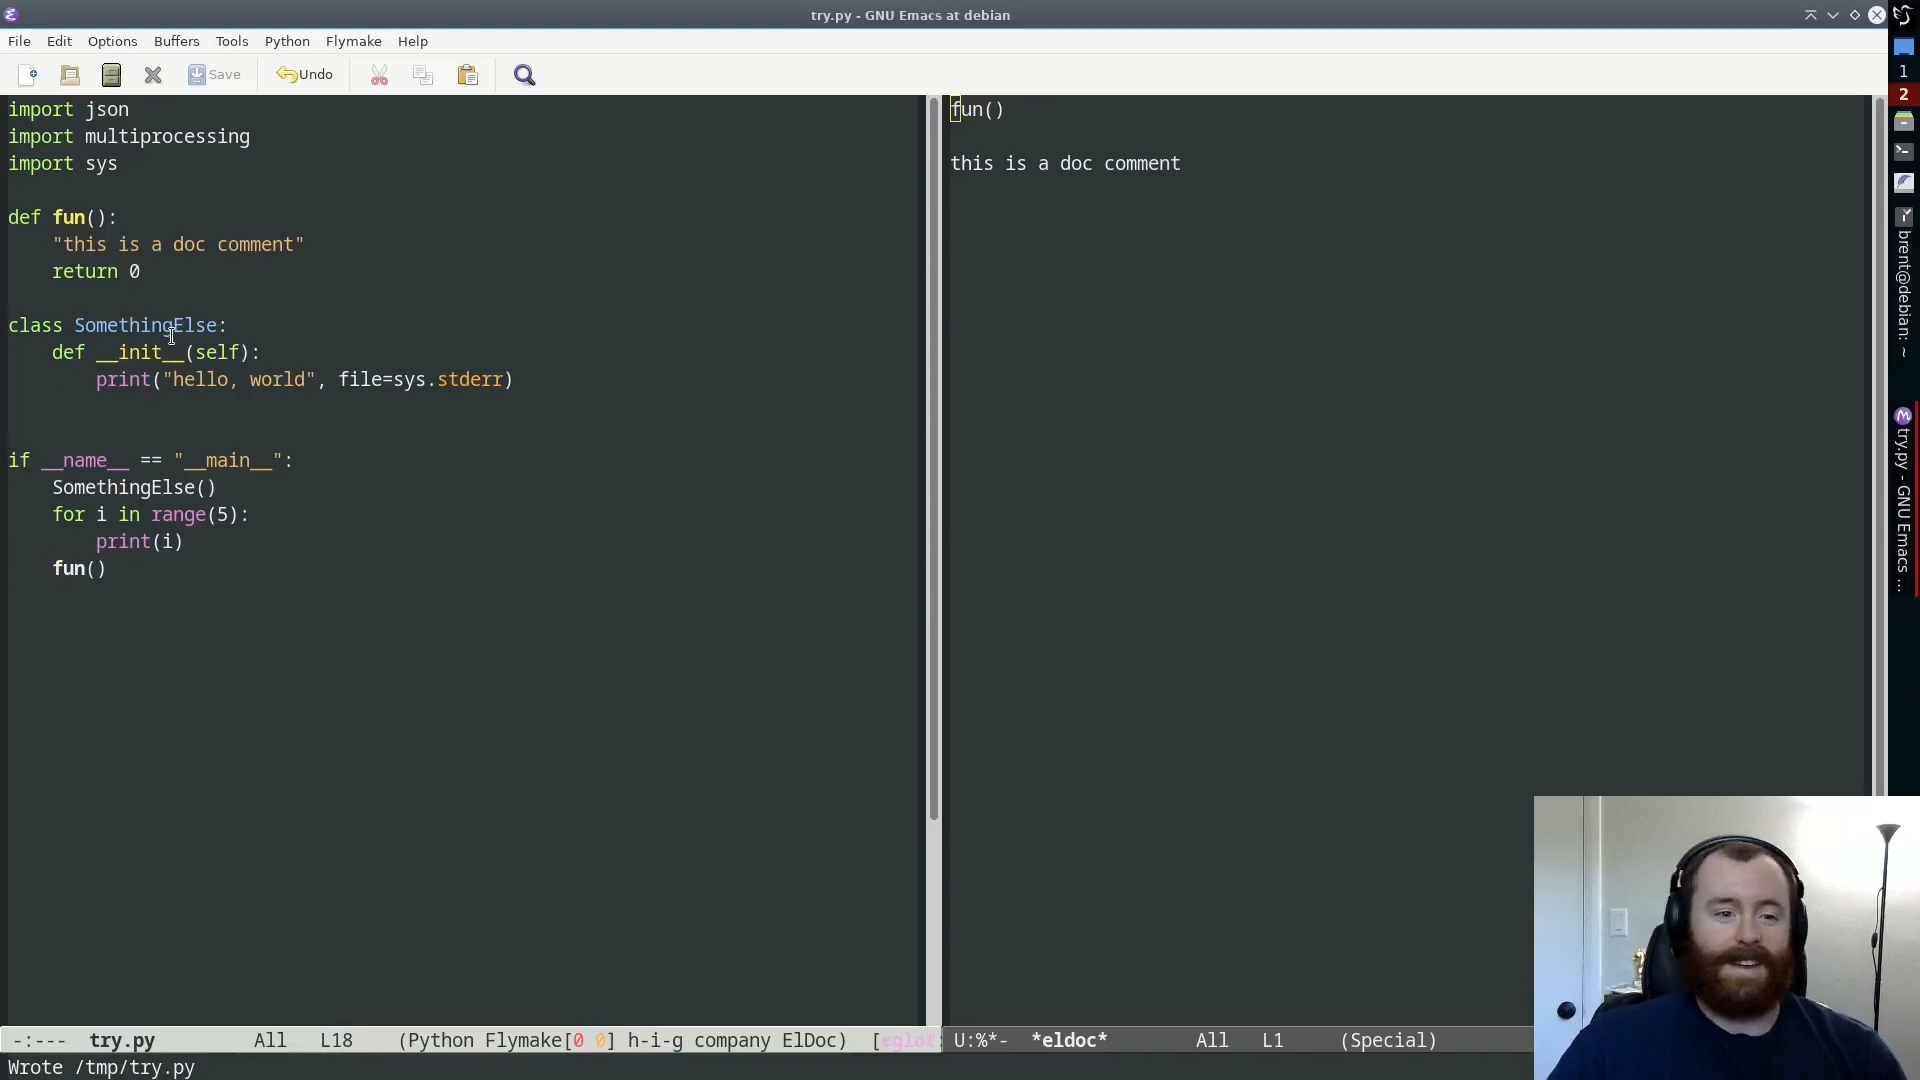 try.py - GNU Emacs at debian
File Edit Options Buffers Tools Python Flymake Help
Save Undo
import json
import multiprocessing
import sys
def fun():
"this is a doc comment"
return 0
class SomethingElse:
def __init__(self):
print("hello, world", file=sys.stderr)
if __name__ == "__main__":
SomethingElse()
for i in range(5):
print(i)
fun()
-:--- try.py All L18 (Python Flymake[0 0] h-i-g company ElDoc) [eglot:
Wrote /tmp/try.py
fun()
this is a doc comment
U:%*- *eldoc* All L1 (Special)
1
2
brent@debian: ~
try.py - GNU Emacs ...